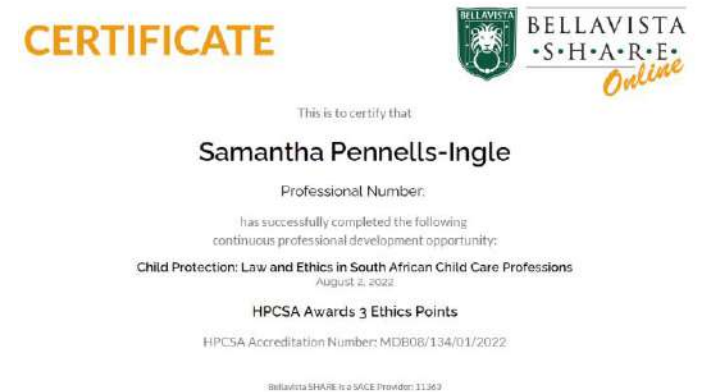 CERTIFICATE
BELLAVISTA
BELLAVISTA
•S•H•A•R•E•
Online
This is to certify that
Samantha Pennells-Ingle
Professional Number:
has successfully completed the following
continuous professional development opportunity:
Child Protection: Law and Ethics in South African Child Care Professions
August 2, 2022
HPCSA Awards 3 Ethics Points
HPCSA Accreditation Number: MDB08/134/01/2022
Bellavista SHARE is a SACE Provider: 11363